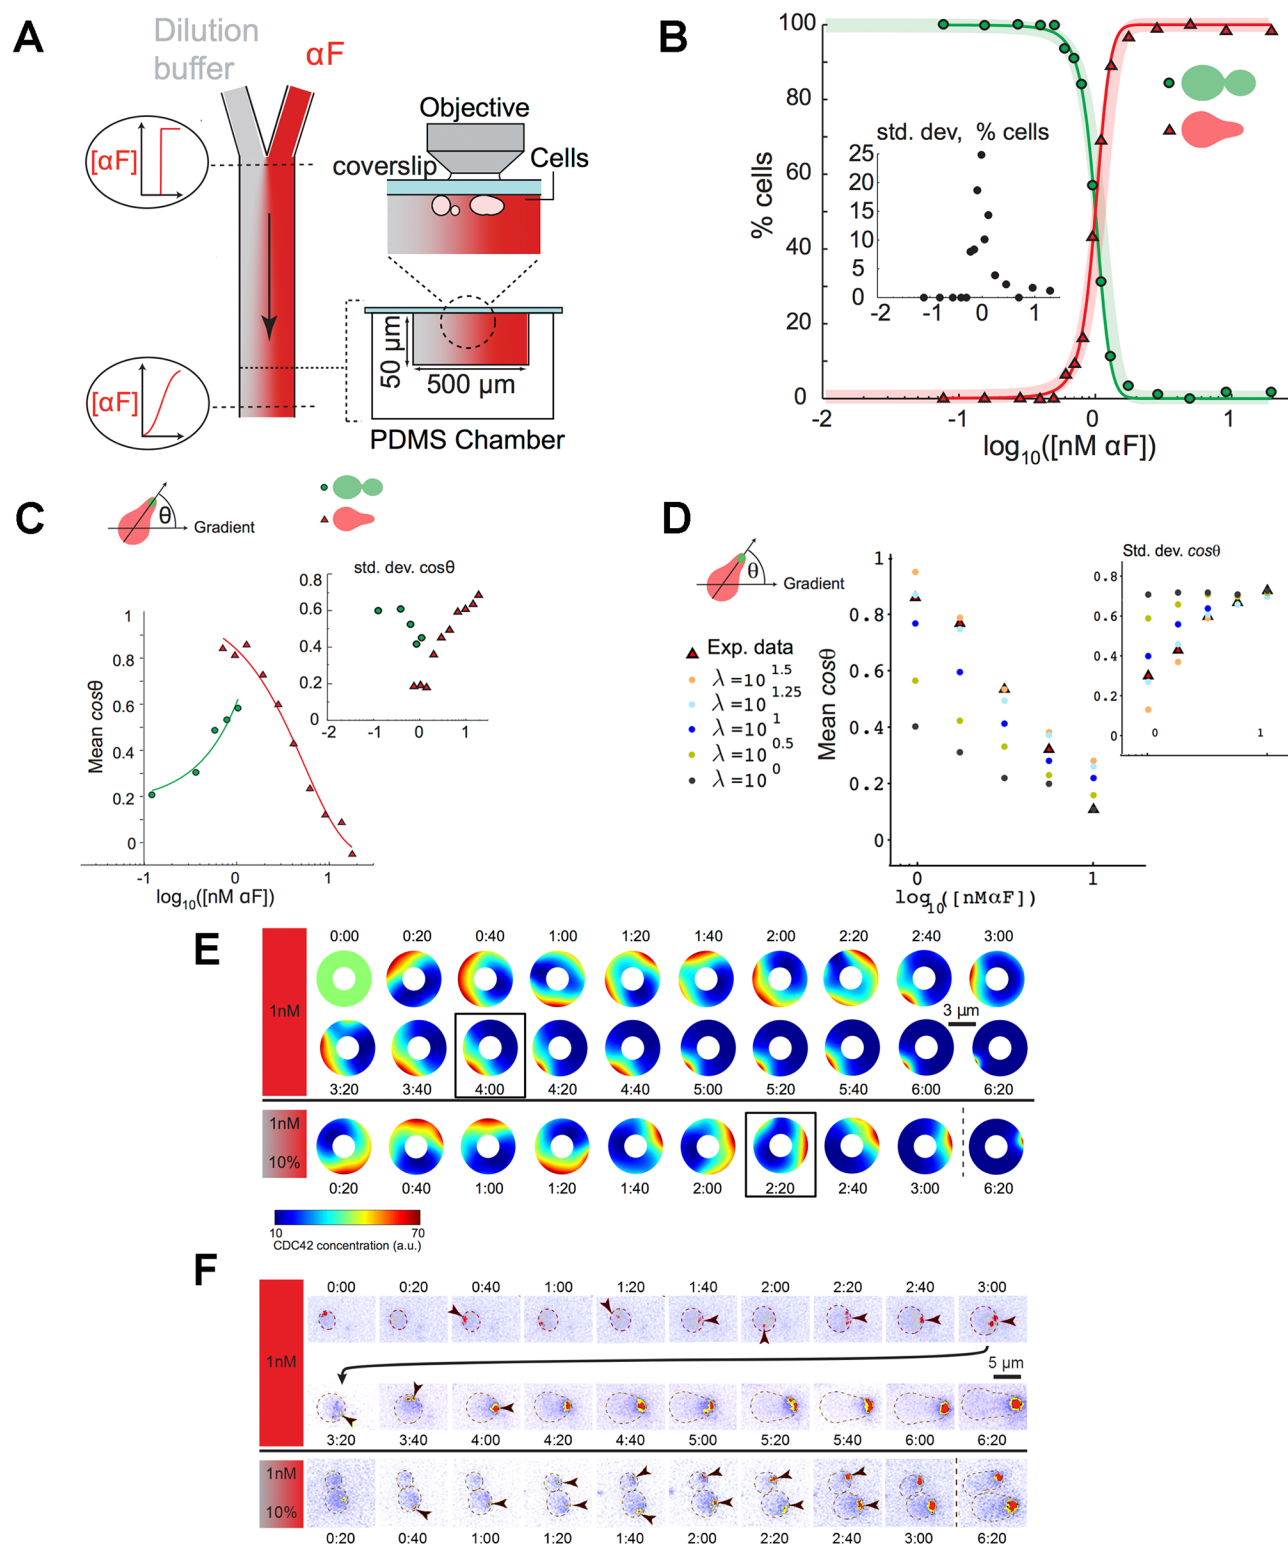 A
Dilution
buffer
αF
[αF]
[αF]
Objective
coverslip
Cells
50 µm
500 µm
PDMS Chamber
B
% cells
100
80
60
40
20
0
-2
-1
0
1
log10([nM αF])
std. dev, % cells
25
20
15
10
5
0
-2
-1
0
1
C
θ
Gradient
Mean cosθ
1
0.8
0.6
0.4
0.2
0
-1
0
1
log10([nM αF])
std. dev. cosθ
0.8
0.6
0.4
0.2
0
-2
-1
0
1
D
θ
Gradient
Exp. data
λ =10 1.5
λ =10 1.25
λ =10 1
λ =10 0.5
λ =10 0
Mean cosθ
1
0.8
0.6
0.4
0.2
0
0
1
log10([nMαF])
Std. dev. cosθ
0.8
0.6
0.4
0.2
0
0
1
E
1nM
0:00 0:20 0:40 1:00 1:20 1:40 2:00 2:20 2:40 3:00
3 µm
3:20 3:40 4:00 4:20 4:40 5:00 5:20 5:40 6:00 6:20
1nM
10%
0:20 0:40 1:00 1:20 1:40 2:00 2:20 2:40 3:00 6:20
10 70
CDC42 concentration (a.u.)
F
1nM
0:00 0:20 0:40 1:00 1:20 1:40 2:00 2:20 2:40 3:00
5 µm
3:20 3:40 4:00 4:20 4:40 5:00 5:20 5:40 6:00 6:20
1nM
10%
0:20 0:40 1:00 1:20 1:40 2:00 2:20 2:40 3:00 6:20